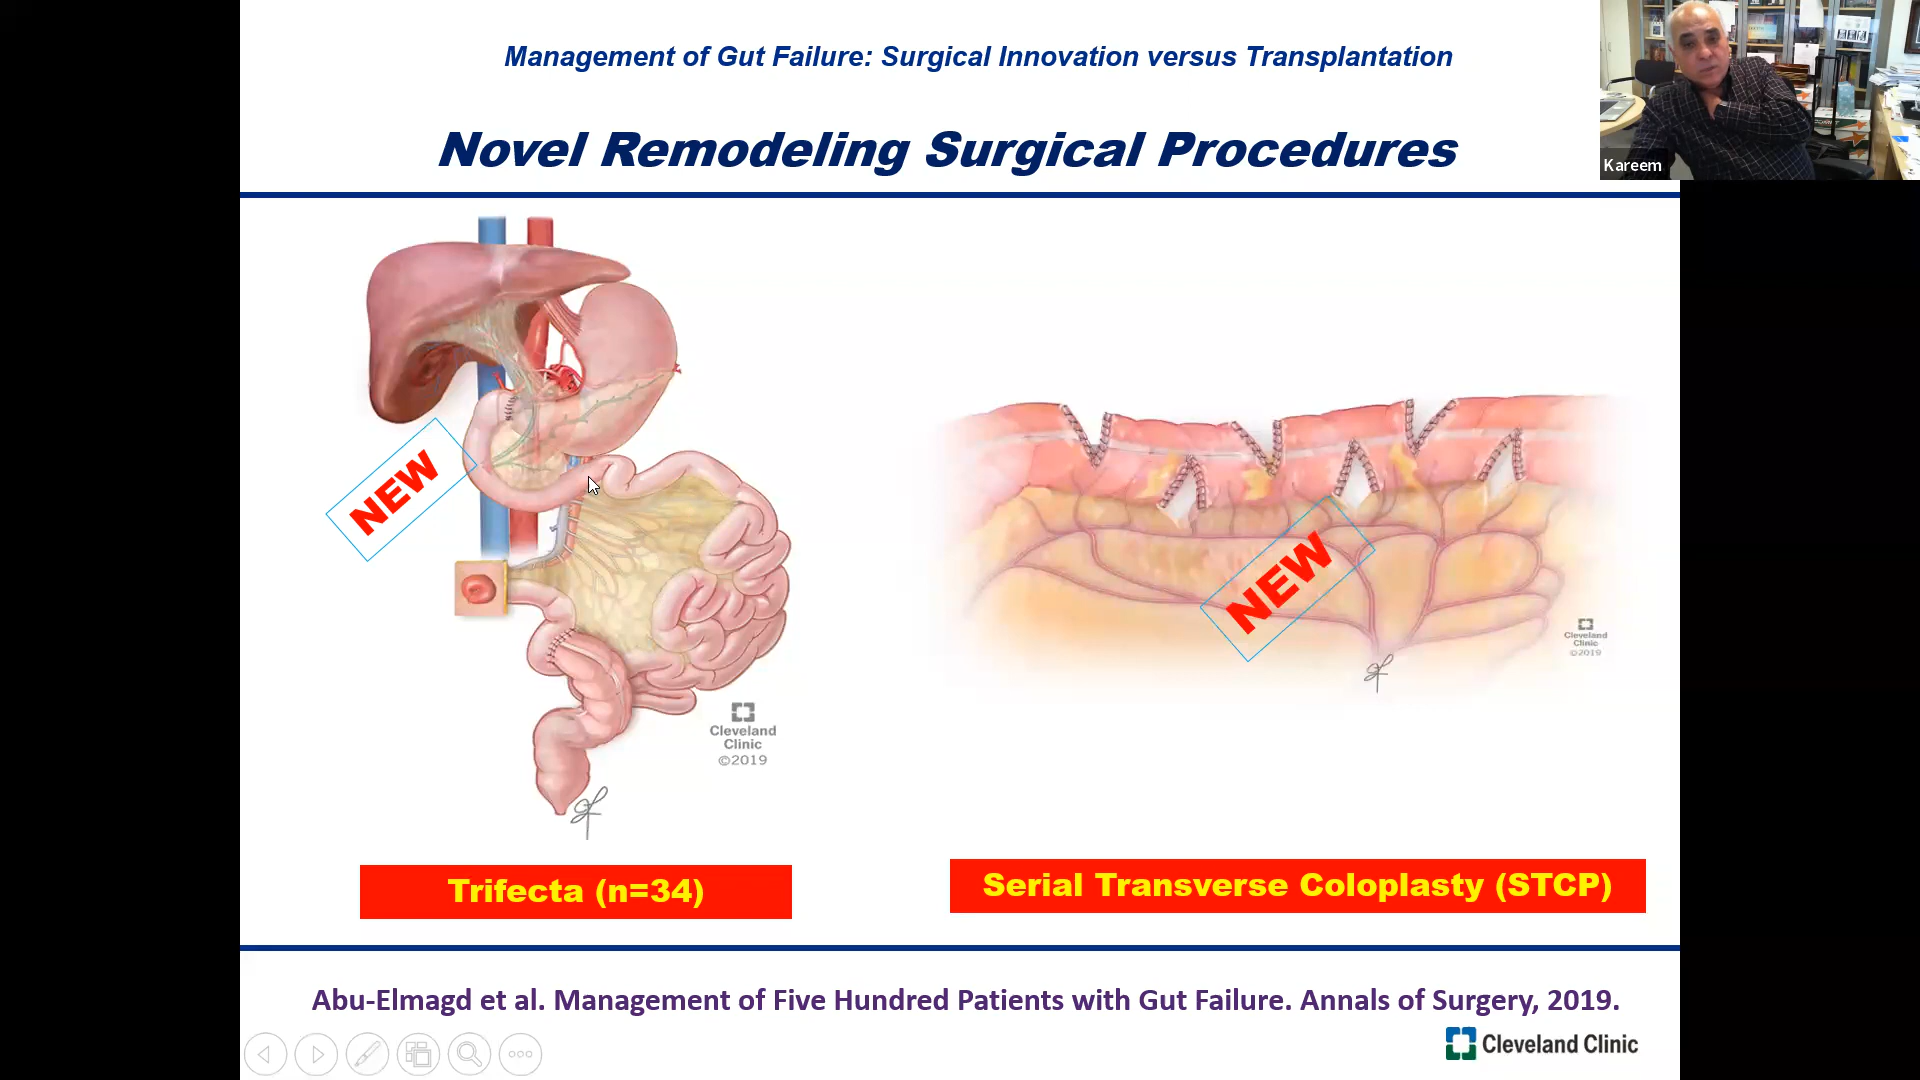 Management of Gut Failure: Surgical Innovation versus Transplantation
Kareem
Novel Remodeling Surgical Procedures
NEW
NEW
Cleveland
Clinic
©2019
Cleveland
Clinic
©2019
Trifecta (n=34)
Serial Transverse Coloplasty (STCP)
Abu-Elmagd et al. Management of Five Hundred Patients with Gut Failure. Annals of Surgery, 2019.
Cleveland Clinic